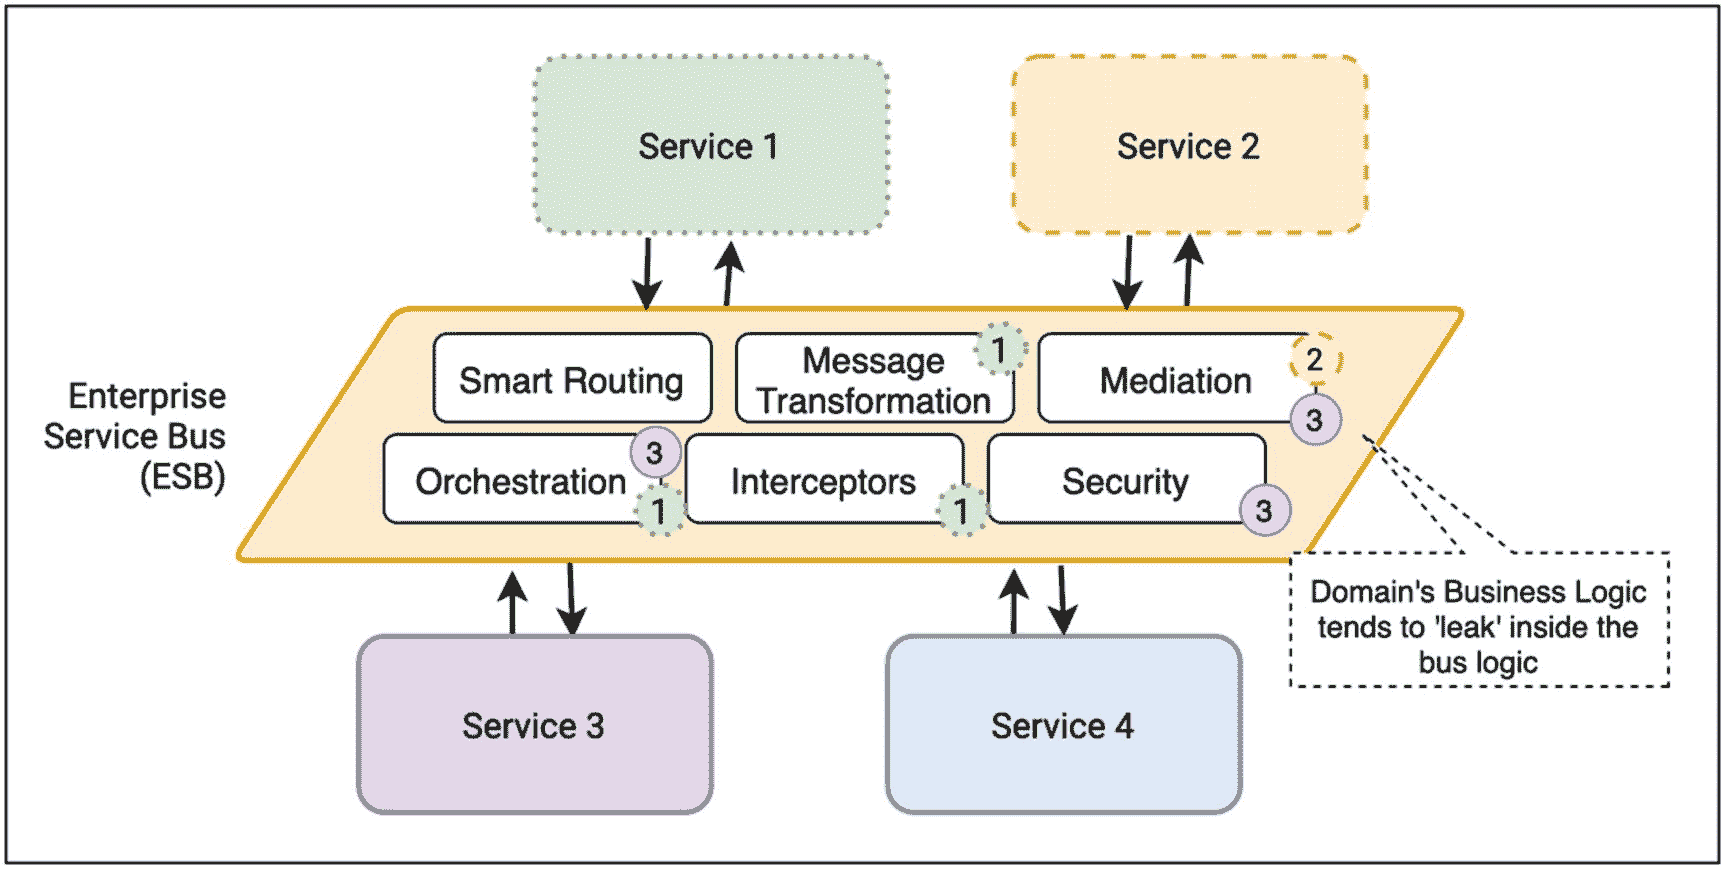 Service 1
Service 2
Enterprise
Service Bus
(ESB)
Smart Routing
Message
Transformation
1
Mediation
2
3
Orchestration
3
1
Interceptors
1
Security
3
Domain's Business Logic
tends to 'leak' inside the
bus logic
Service 3
Service 4